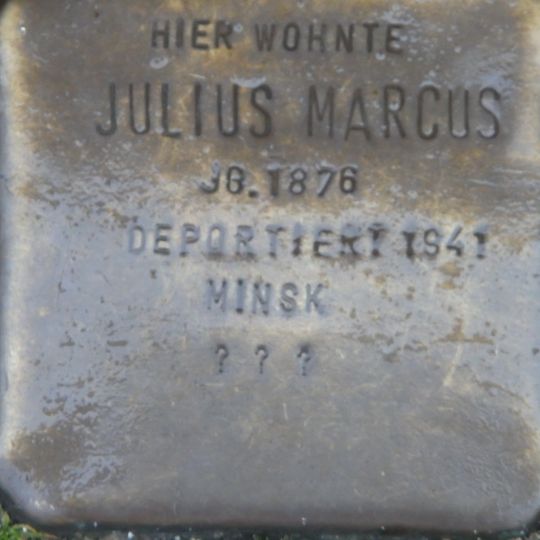 HIER WOHNTE
JULIUS MARCUS
JG.1876
DEPORTIERT 1941
MINSK
? ? ?